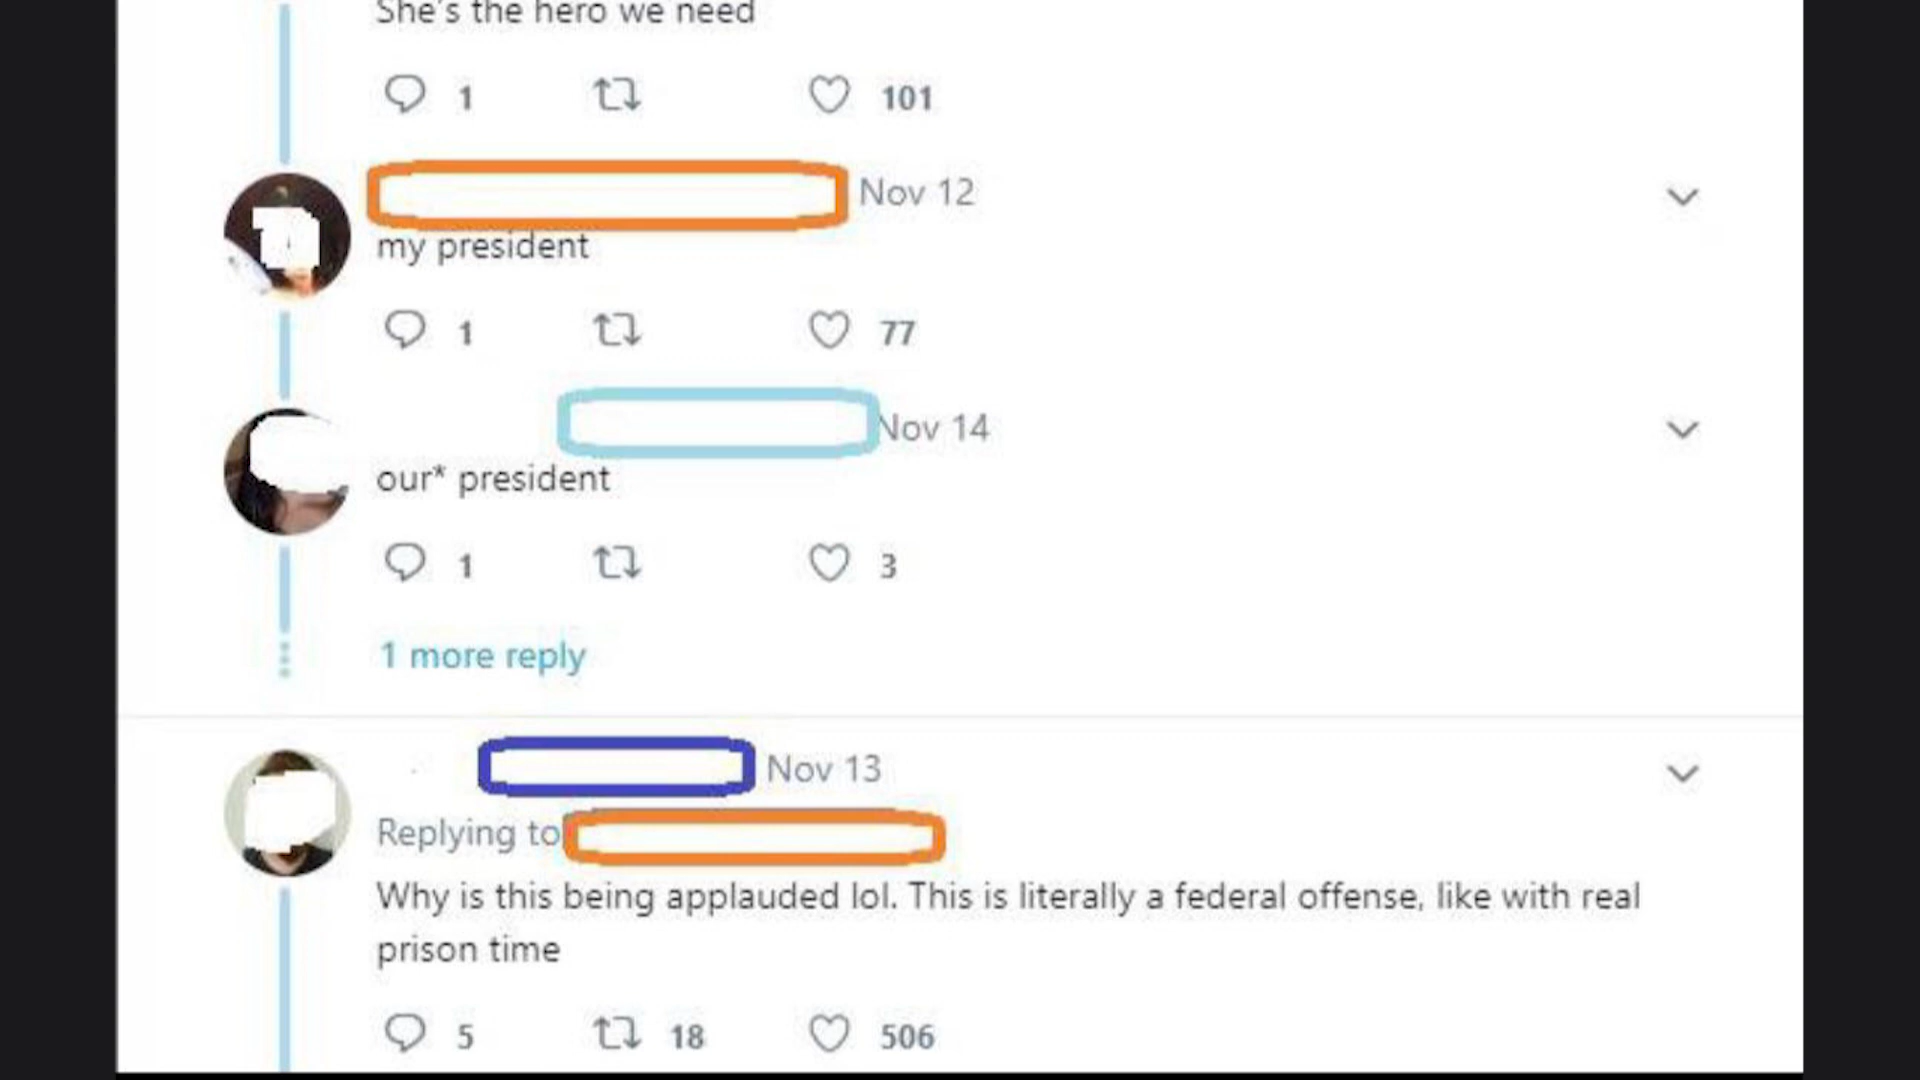 She's the hero we need
1 101
Nov 12
my president
1 77
Nov 14
our* president
1 3
1 more reply
Nov 13
Replying to
Why is this being applauded lol. This is literally a federal offense, like with real
prison time
5 18 506